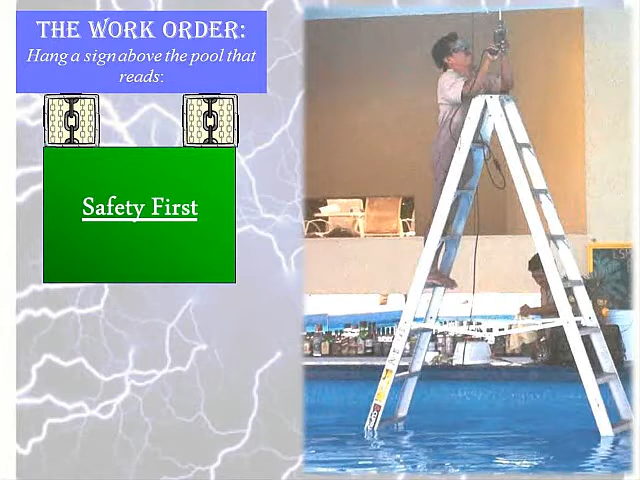 THE WORK ORDER:
Hang a sign above the pool that
reads:
Safety First